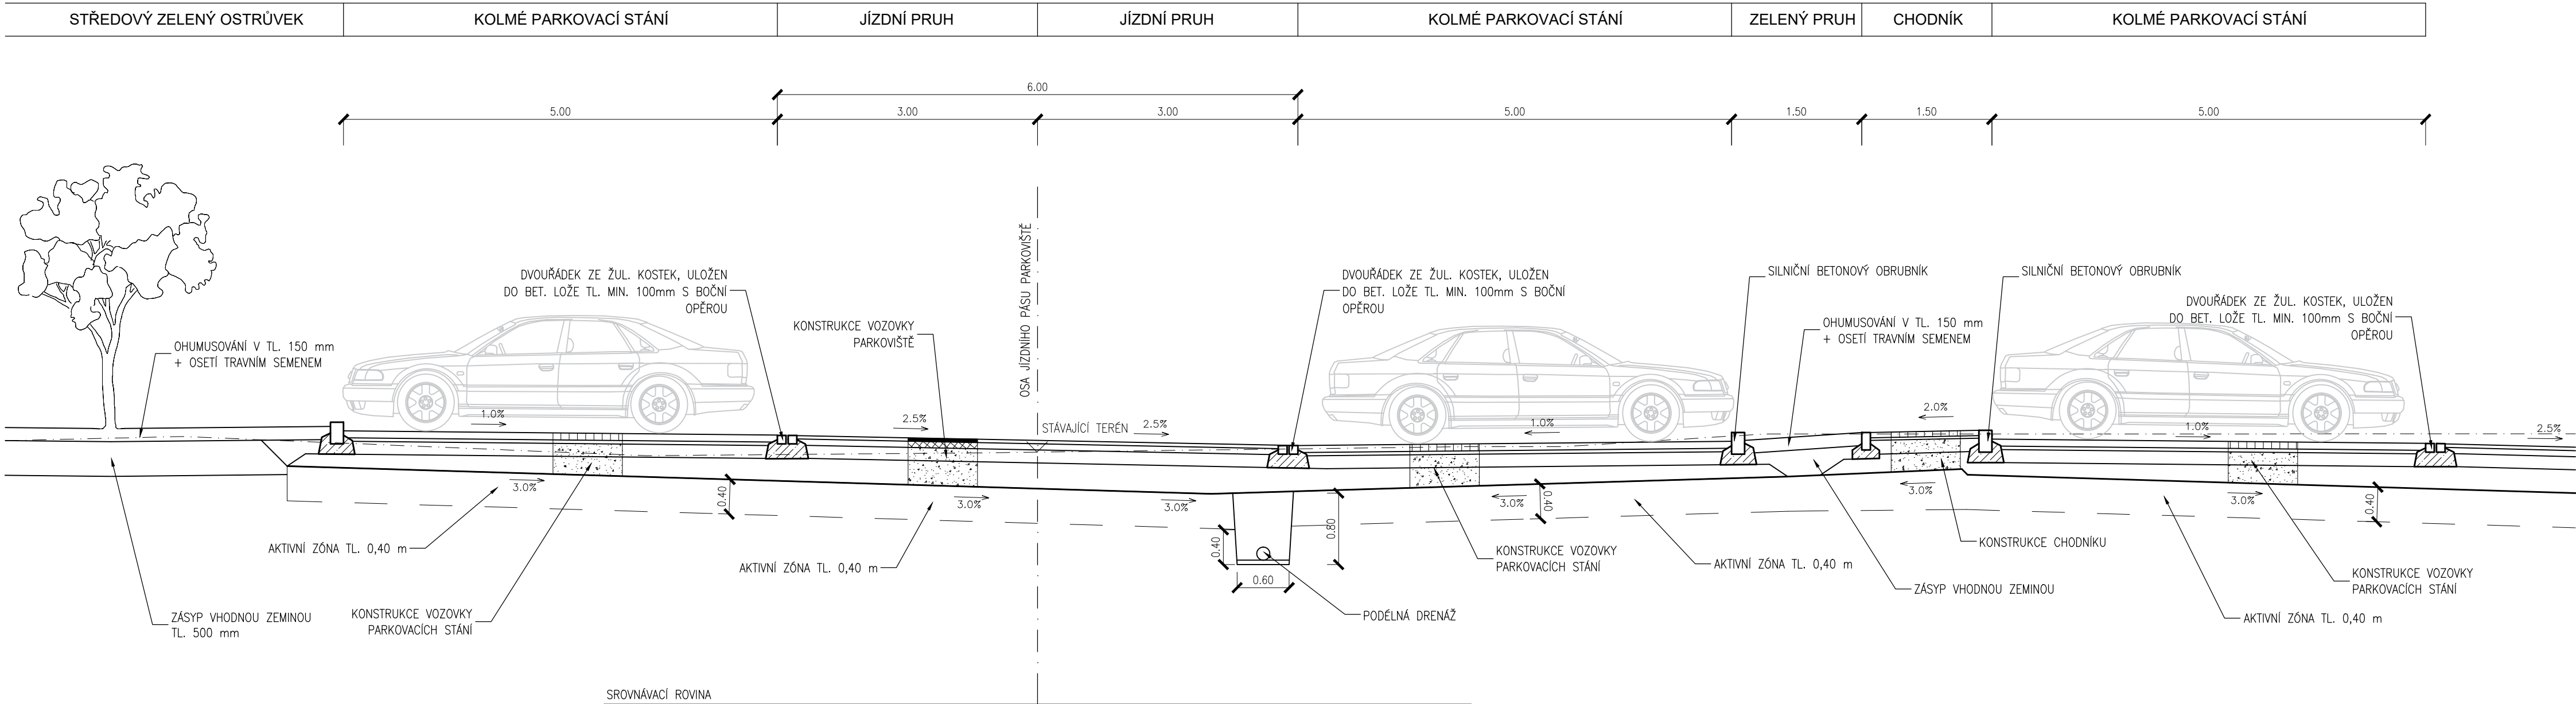 STŘEDOVÝ ZELENÝ OSTRŮVEK
KOLMÉ PARKOVACÍ STÁNÍ
JÍZDNÍ PRUH
JÍZDNÍ PRUH
KOLMÉ PARKOVACÍ STÁNÍ
ZELENÝ PRUH
CHODNÍK
KOLMÉ PARKOVACÍ STÁNÍ
6.00
5.00
3.00
3.00
5.00
1.50
1.50
5.00
OSA JÍZDNÍHO PÁSU PARKOVIŠTĚ
DVOUŘÁDEK ZE ŽUL. KOSTEK, ULOŽEN
DO BET. LOŽE TL. MIN. 100mm S BOČNÍ
OPĚROU
DVOUŘÁDEK ZE ŽUL. KOSTEK, ULOŽEN
DO BET. LOŽE TL. MIN. 100mm S BOČNÍ
OPĚROU
SILNIČNÍ BETONOVÝ OBRUBNÍK
SILNIČNÍ BETONOVÝ OBRUBNÍK
DVOUŘÁDEK ZE ŽUL. KOSTEK, ULOŽEN
DO BET. LOŽE TL. MIN. 100mm S BOČNÍ
OPĚROU
KONSTRUKCE VOZOVKY
PARKOVIŠTĚ
OHUMUSOVÁNÍ V TL. 150 mm
+ OSETÍ TRAVNÍM SEMENEM
OHUMUSOVÁNÍ V TL. 150 mm
+ OSETÍ TRAVNÍM SEMENEM
1.0%
2.5%
STÁVAJÍCÍ TERÉN
2.5%
1.0%
2.0%
1.0%
2.5%
3.0%
0.40
3.0%
3.0%
0.40
0.60
0.80
3.0%
0.40
3.0%
3.0%
0.40
AKTIVNÍ ZÓNA TL. 0,40 m
AKTIVNÍ ZÓNA TL. 0,40 m
KONSTRUKCE VOZOVKY
PARKOVACÍCH STÁNÍ
AKTIVNÍ ZÓNA TL. 0,40 m
KONSTRUKCE CHODNÍKU
ZÁSYP VHODNOU ZEMINOU
KONSTRUKCE VOZOVKY
PARKOVACÍCH STÁNÍ
ZÁSYP VHODNOU ZEMINOU
TL. 500 mm
KONSTRUKCE VOZOVKY
PARKOVACÍCH STÁNÍ
PODÉLNÁ DRENÁŽ
AKTIVNÍ ZÓNA TL. 0,40 m
SROVNÁVACÍ ROVINA